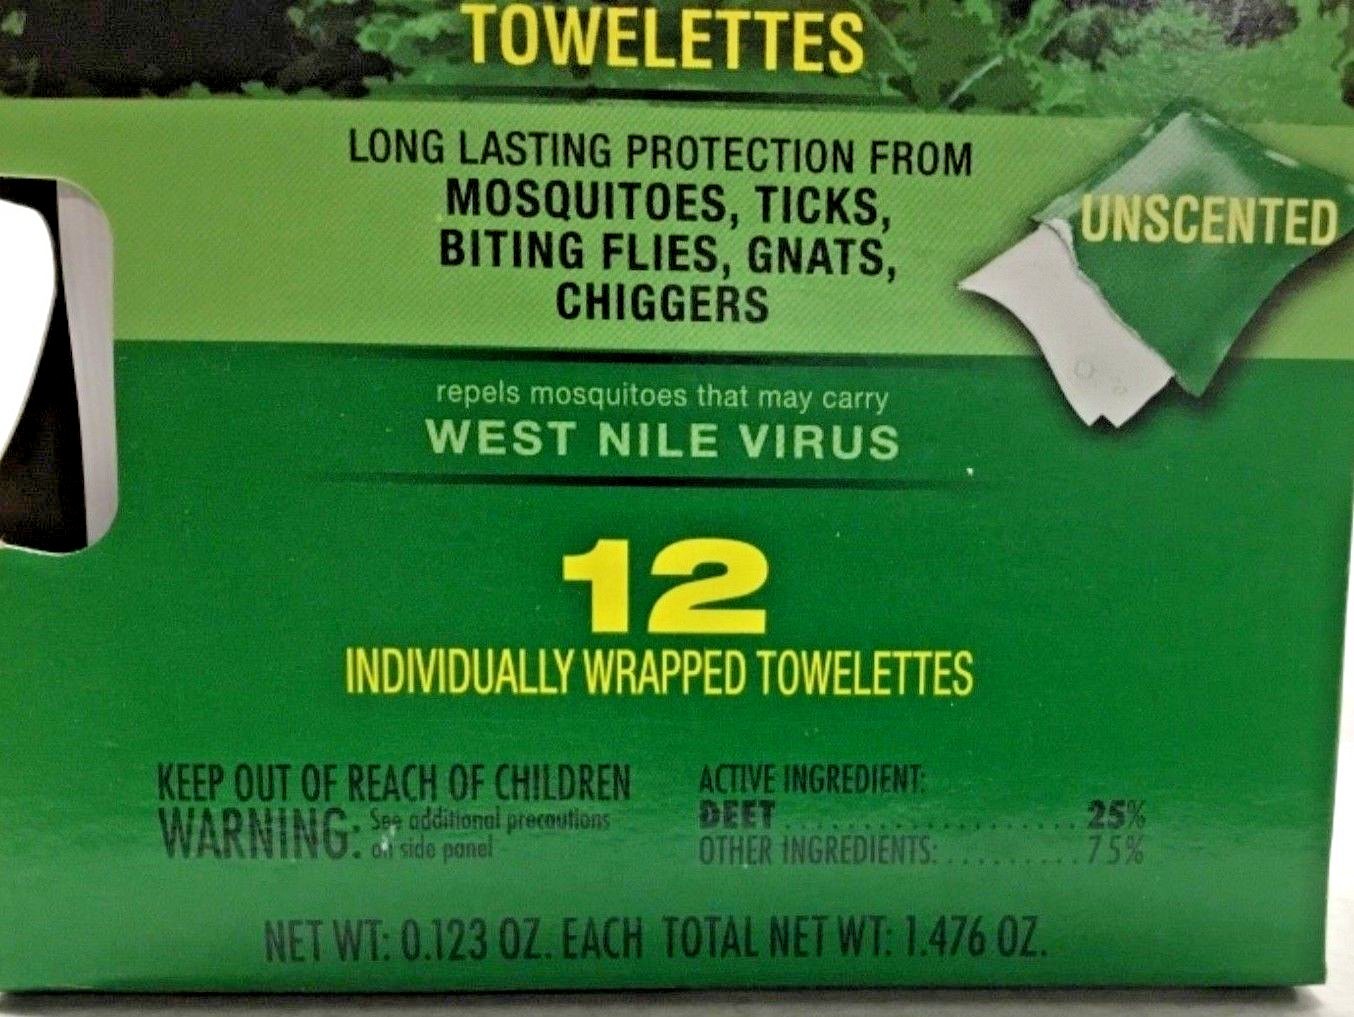 TOWELETTES
LONG LASTING PROTECTION FROM
MOSQUITOES, TICKS,
BITING FLIES, GNATS,
CHIGGERS
UNSCENTED
repels mosquitoes that may carry
WEST NILE VIRUS
12
INDIVIDUALLY WRAPPED TOWELETTES
KEEP OUT OF REACH OF CHILDREN
WARNING: See additional precautions
on side panel
ACTIVE INGREDIENT:
DEET .................... 25%
OTHER INGREDIENTS: ......... 75%
NET WT: 0.123 OZ. EACH TOTAL NET WT: 1.476 OZ.